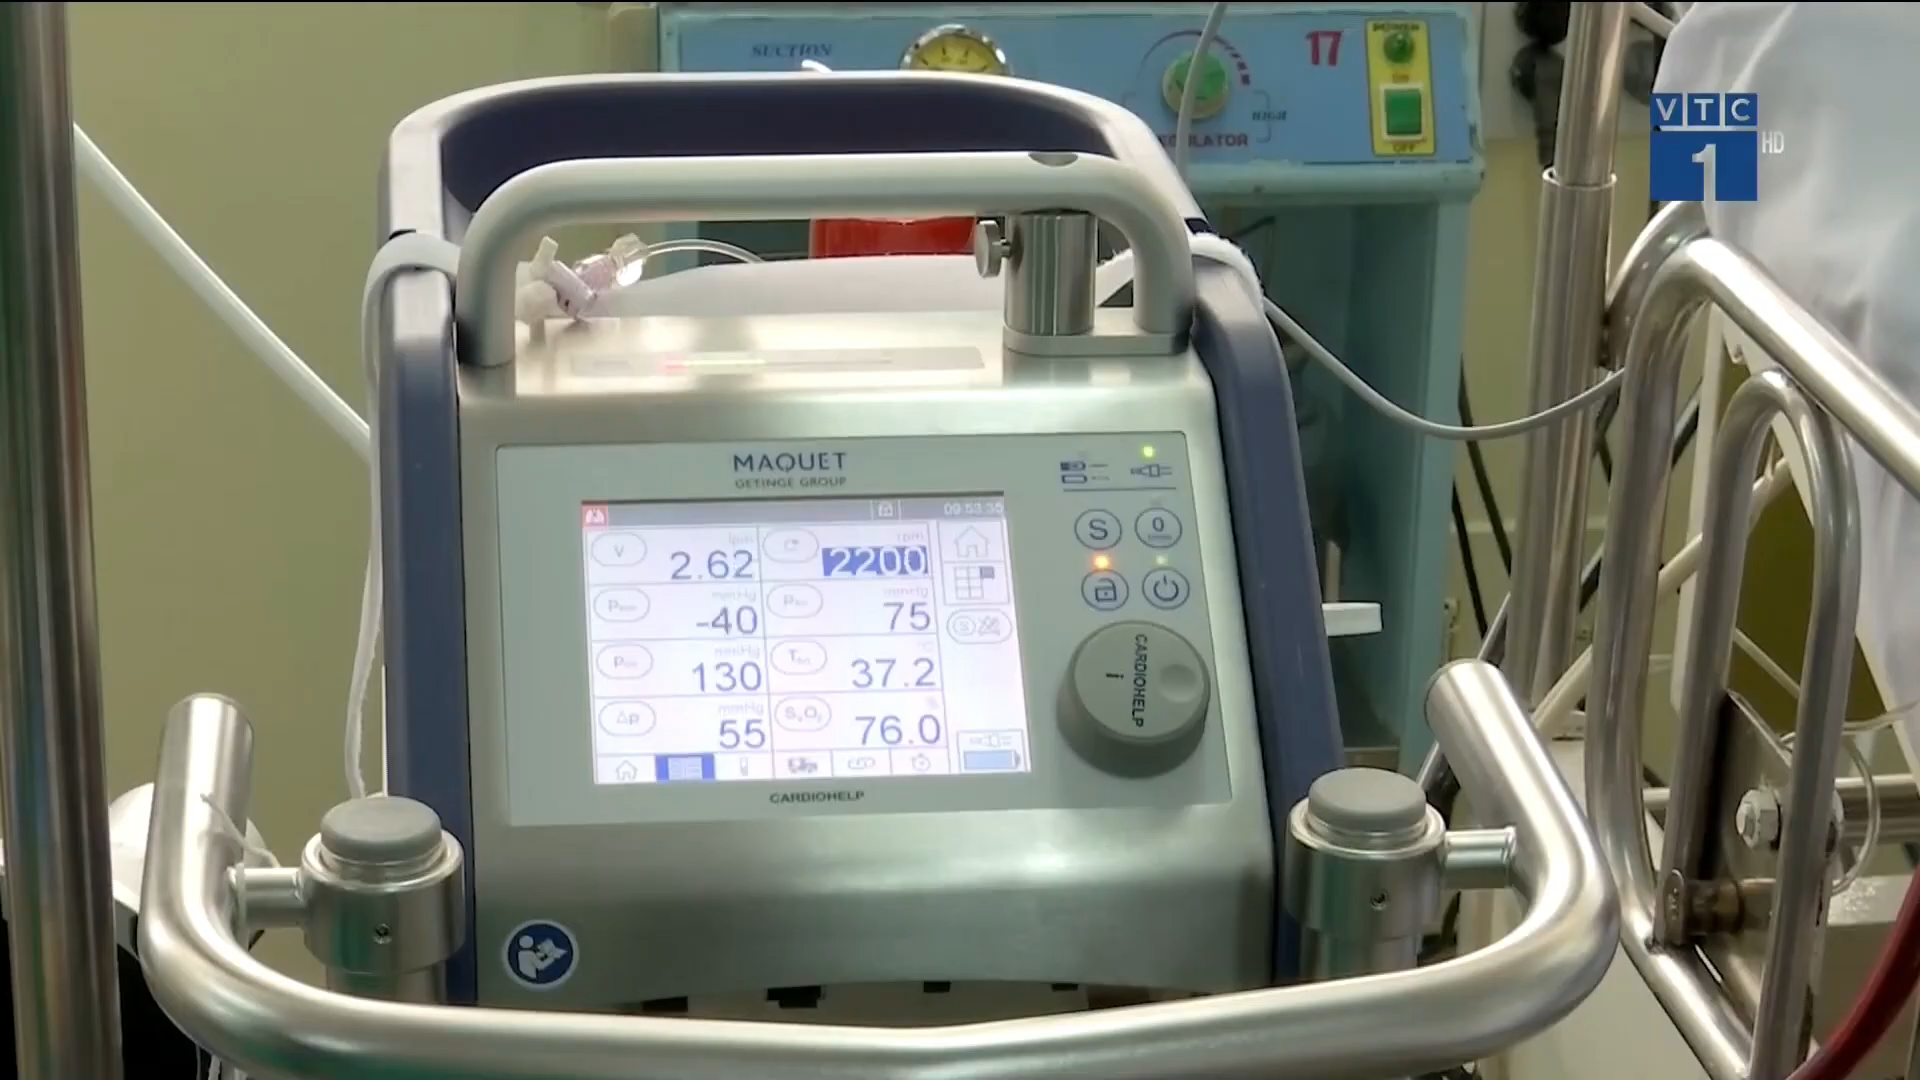 SUCTION
17
POWER
ON
HIGH
OFF
VTC
1 HD
MAQUET
GETINGE GROUP
09:53:35
V
lpm
2.62
rpm
2200
mmHg
-40
mmHg
75
mmHg
130
37.2
Δp
mmHg
55
SvO2
%
76.0
S
0
CARDIOHELP
i
CARDIOHELP